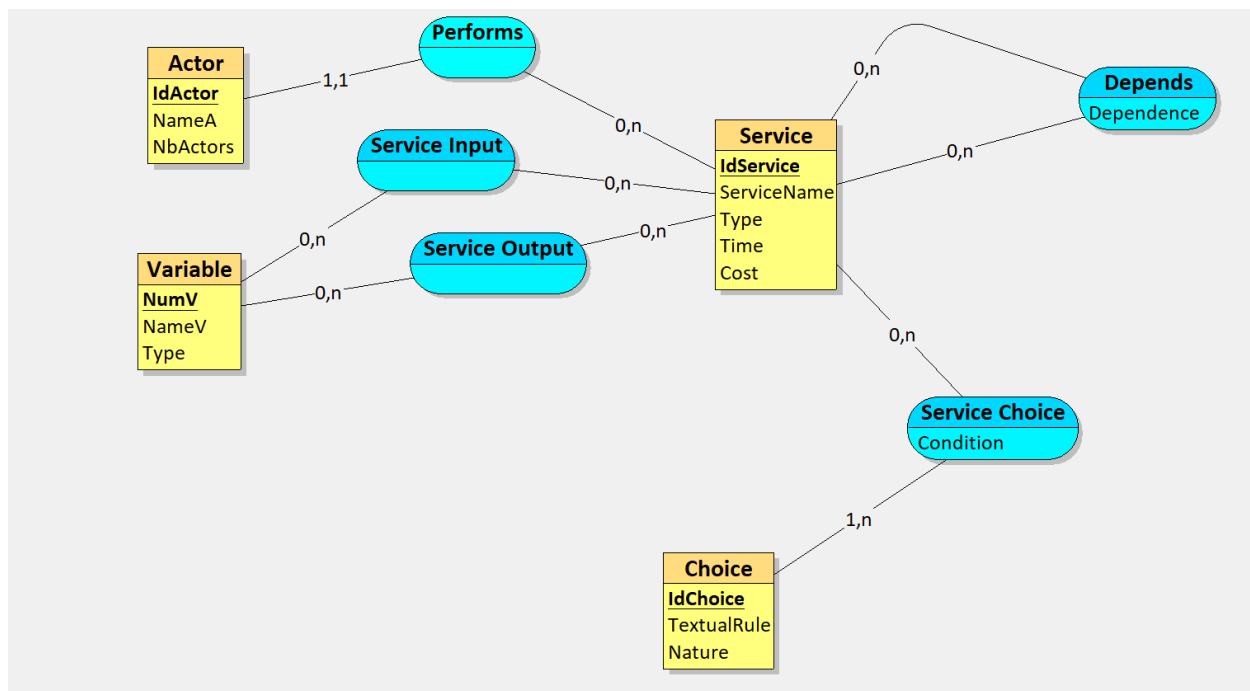 Performs
Actor
IdActor
NameA
NbActors
1,1
0,n
Service Input
0,n
Service Output
0,n
Variable
NumV
NameV
Type
0,n
0,n
Service
IdService
ServiceName
Type
Time
Cost
0,n
0,n
Depends
Dependence
0,n
Service Choice
Condition
1,n
Choice
IdChoice
TextualRule
Nature